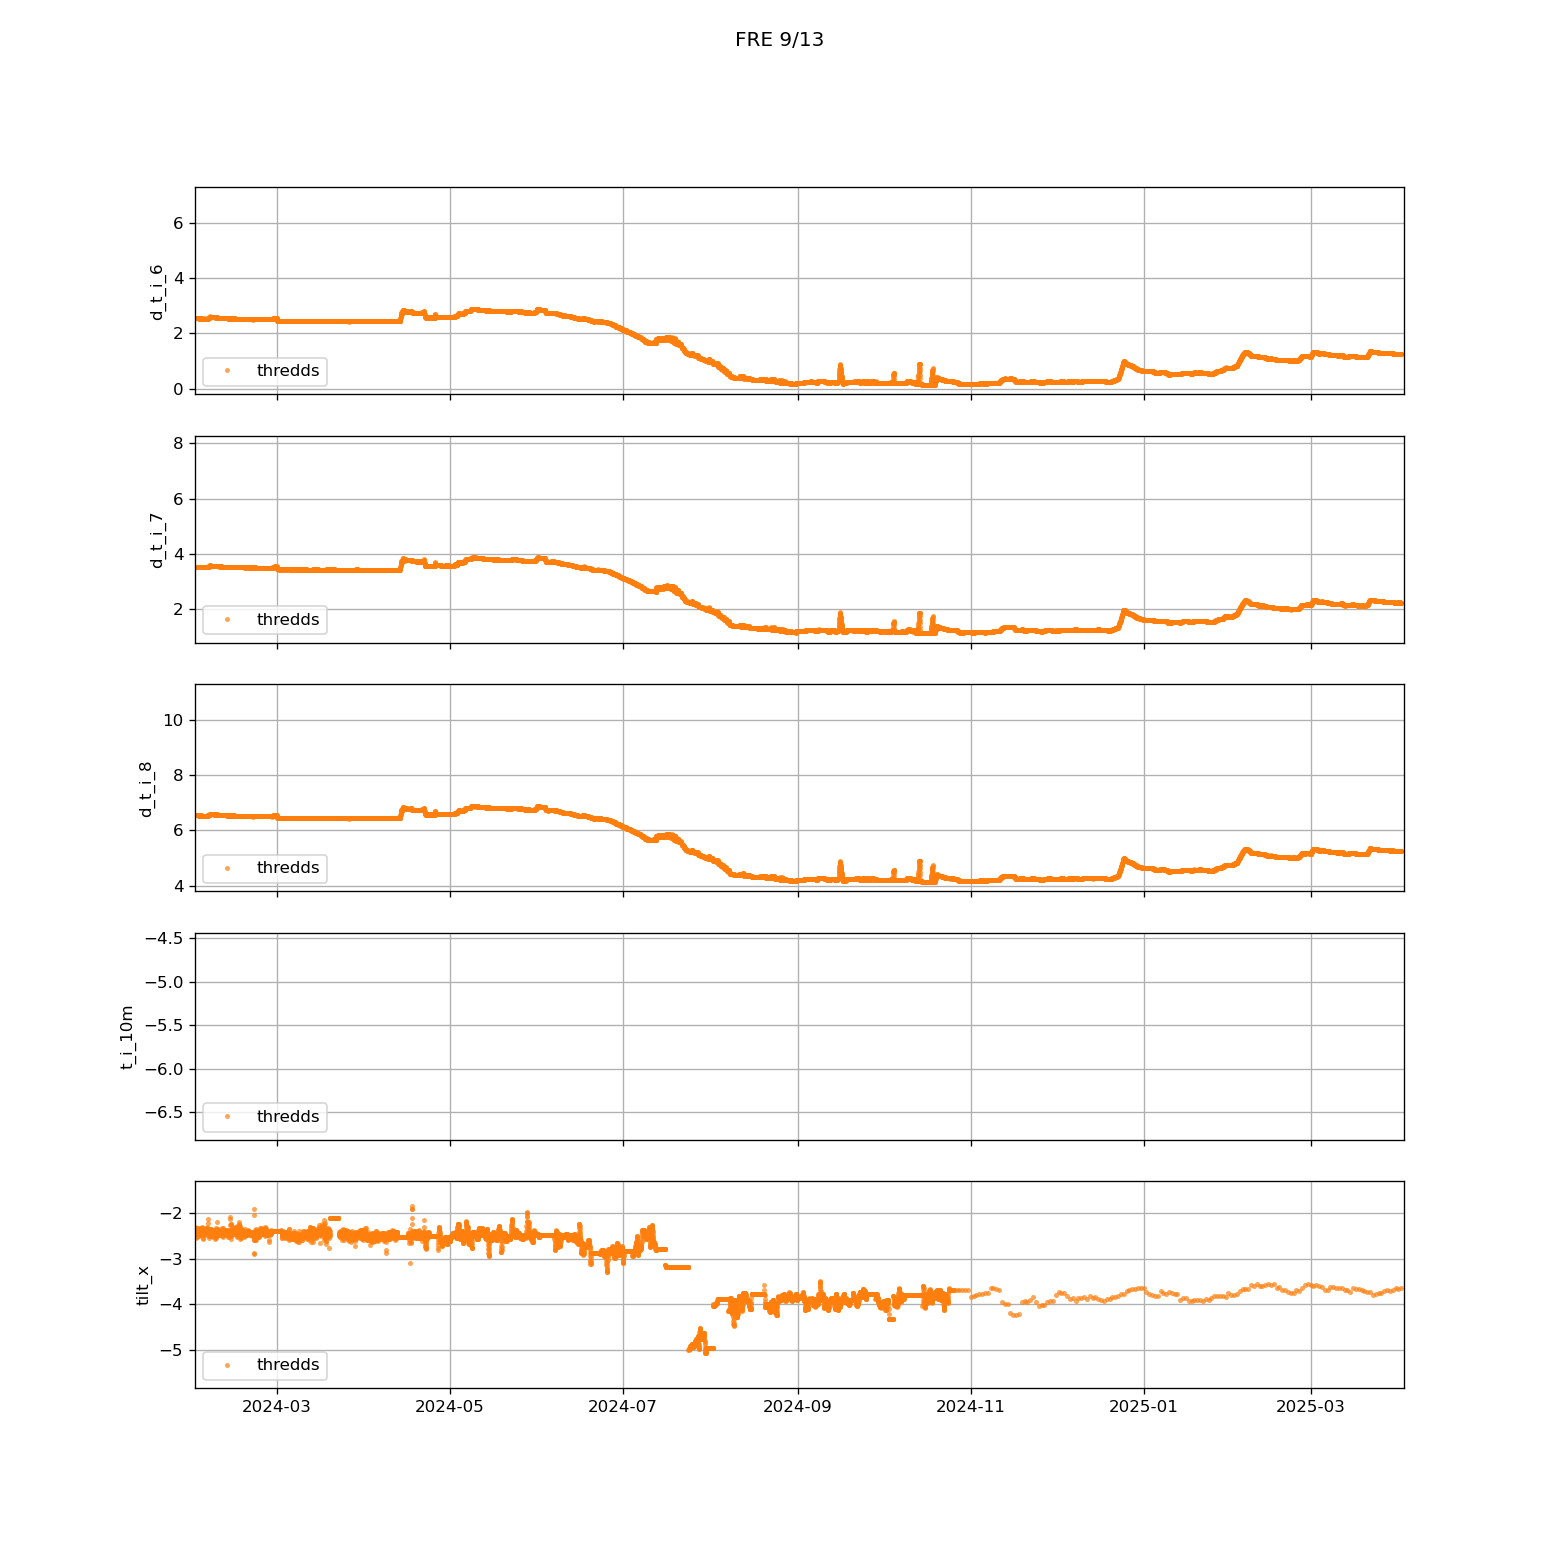 FRE 9/13
6
4
2
0
d_t_i_6
thredds
8
6
4
2
d_t_i_7
thredds
10
8
6
4
d_t_i_8
thredds
−4.5
−5.0
−5.5
−6.0
−6.5
t_i_10m
thredds
−2
−3
−4
−5
tilt_x
thredds
2024-03 2024-05 2024-07 2024-09 2024-11 2025-01 2025-03